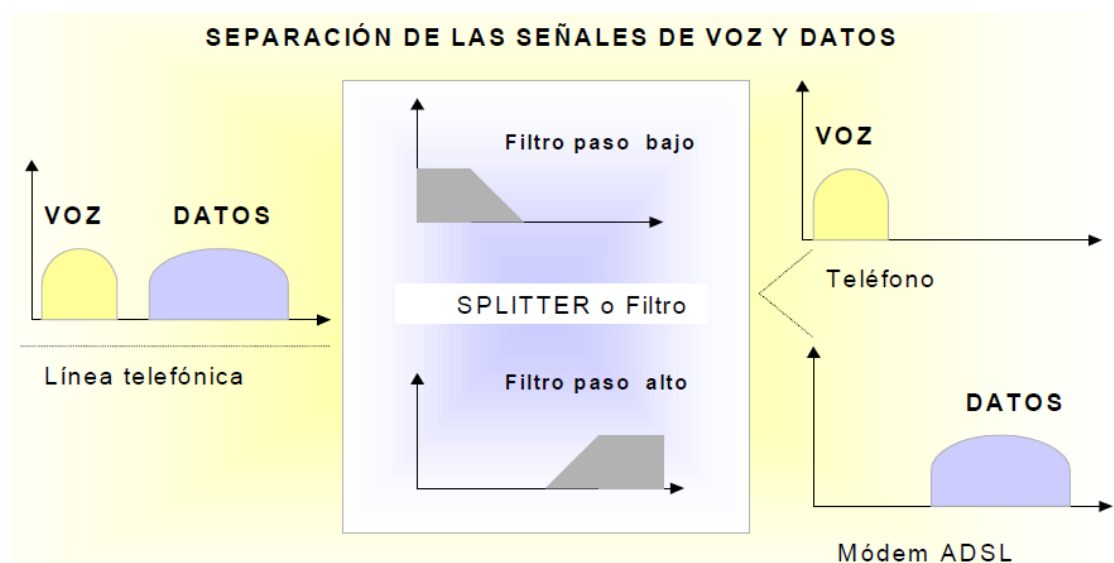 SEPARACIÓN DE LAS SEÑALES DE VOZ Y DATOS
VOZ
DATOS
Línea telefónica
Filtro paso bajo
SPLITTER o Filtro
Filtro paso alto
VOZ
Teléfono
DATOS
Módem ADSL